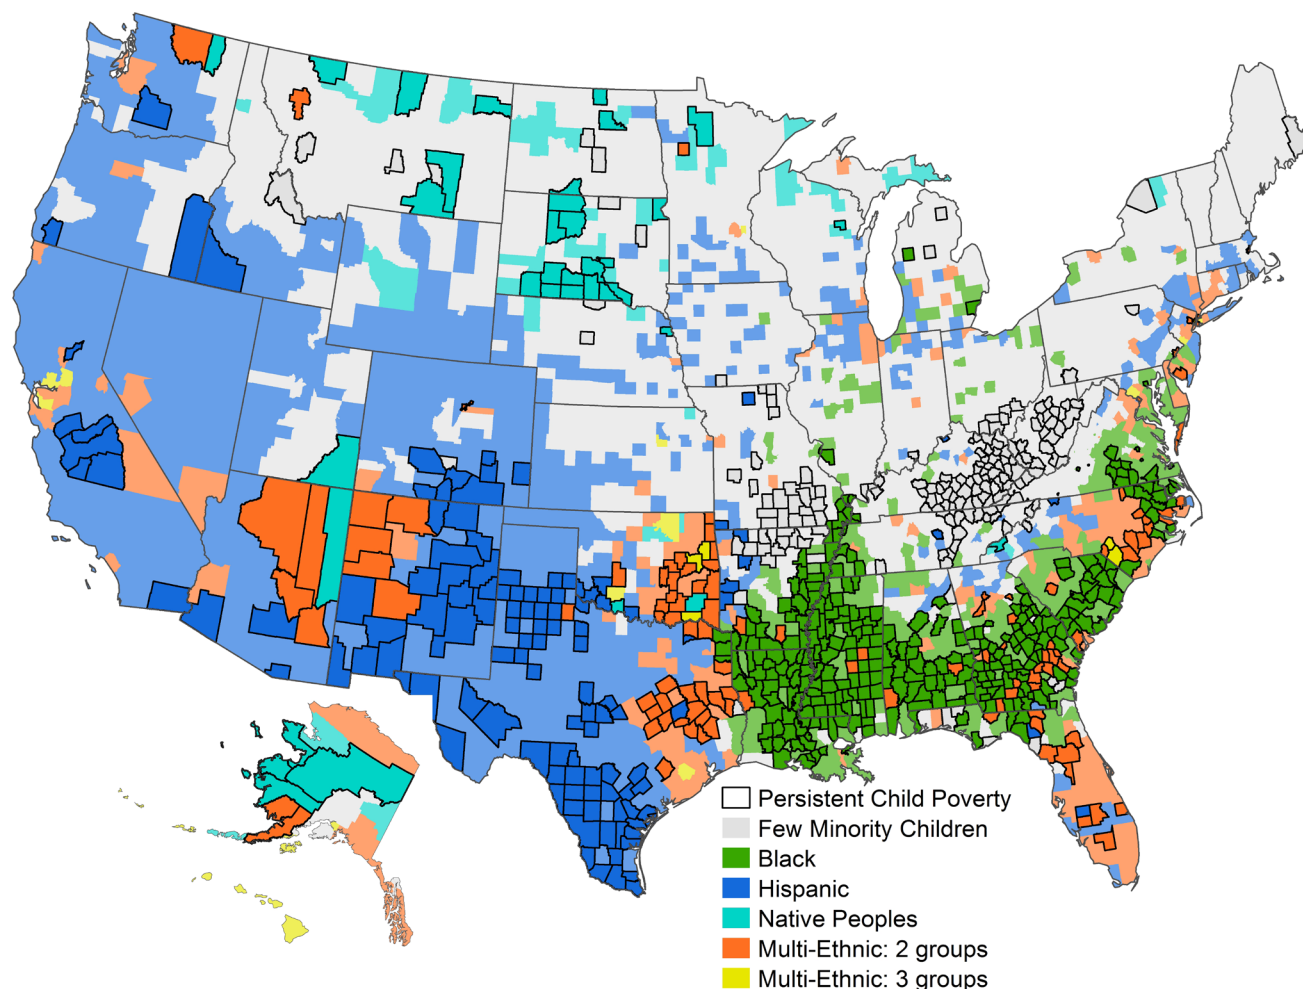 Persistent Child Poverty
Few Minority Children
Black
Hispanic
Native Peoples
Multi-Ethnic: 2 groups
Multi-Ethnic: 3 groups